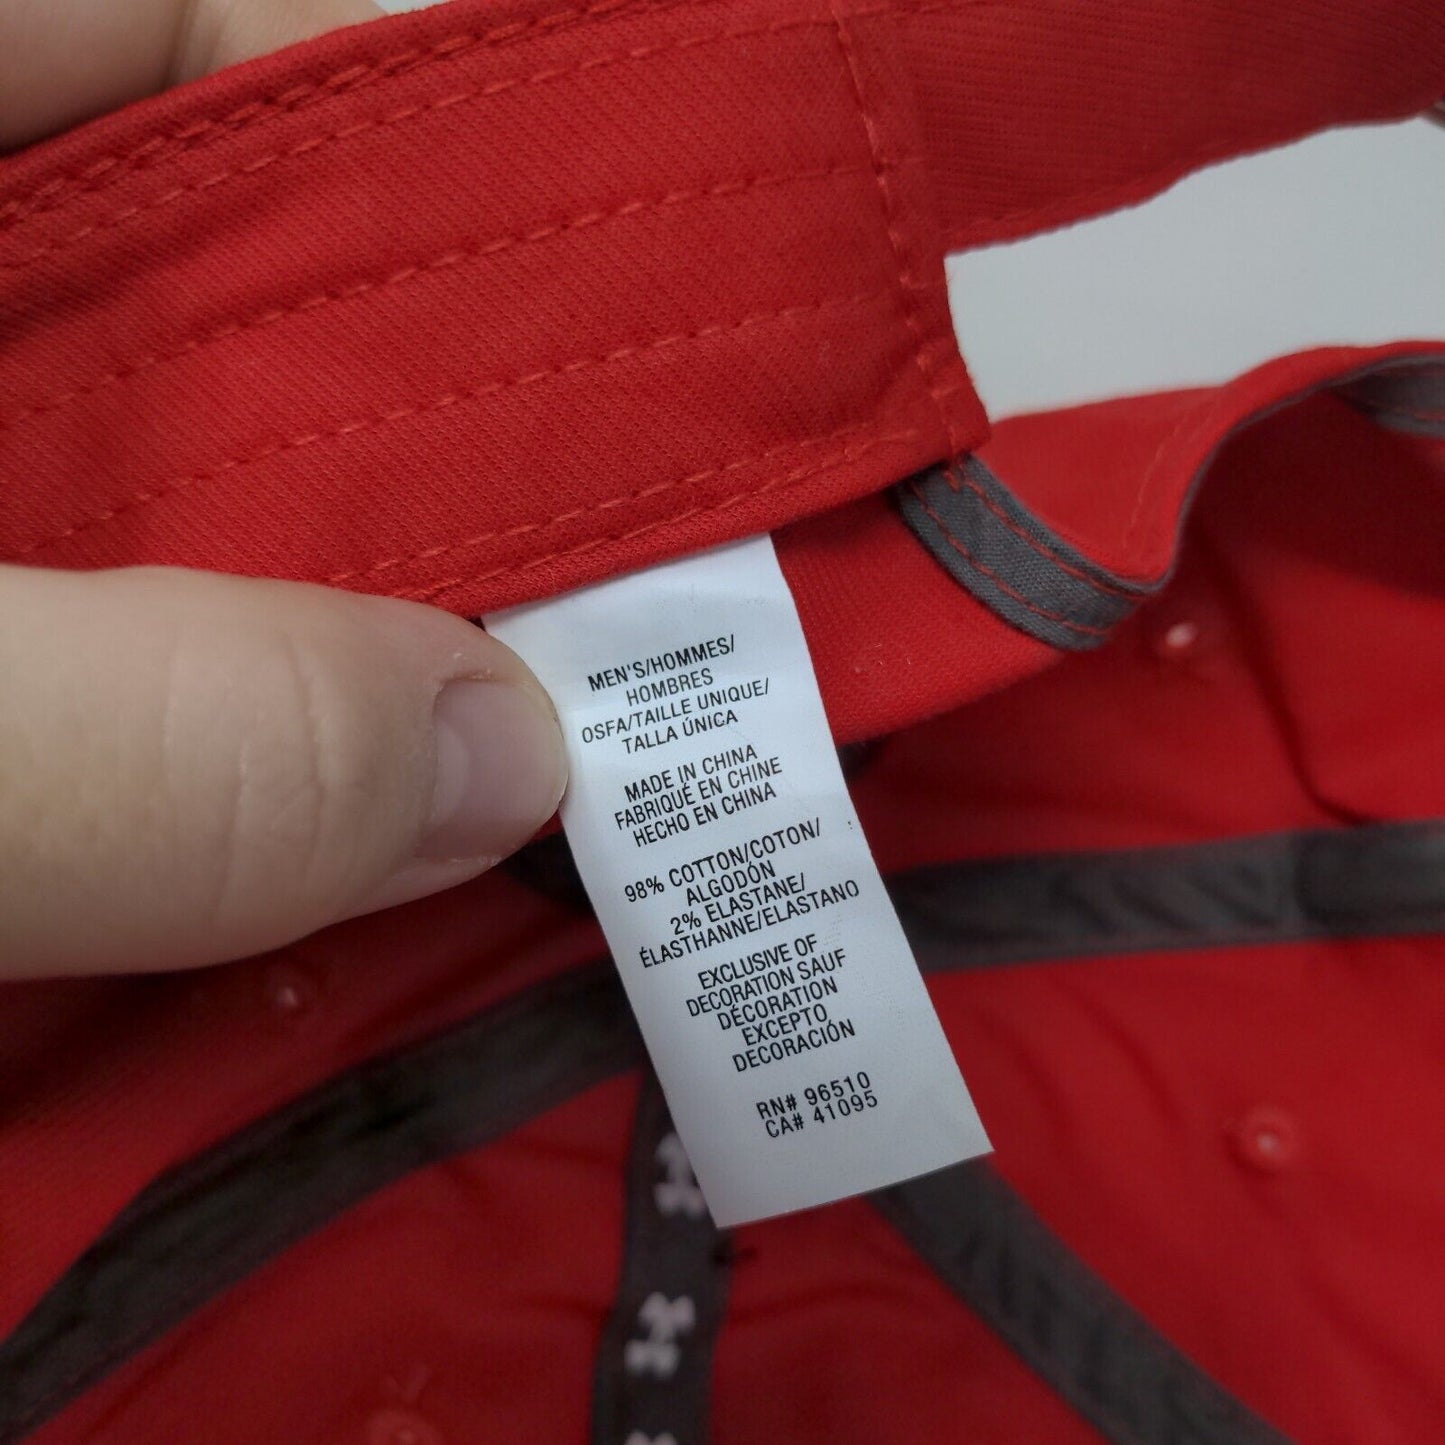 MEN'S/HOMMES/
HOMBRES
OSFA/TAILLE UNIQUE/
TALLA ÚNICA
MADE IN CHINA
FABRIQUÉ EN CHINE
HECHO EN CHINA
98% COTTON/COTON/
ALGODÓN
2% ELASTANE/
ÉLASTHANNE/ELASTANO
EXCLUSIVE OF
DECORATION SAUF
DÉCORATION
EXCEPTO
DECORACIÓN
RN# 96510
CA# 41095